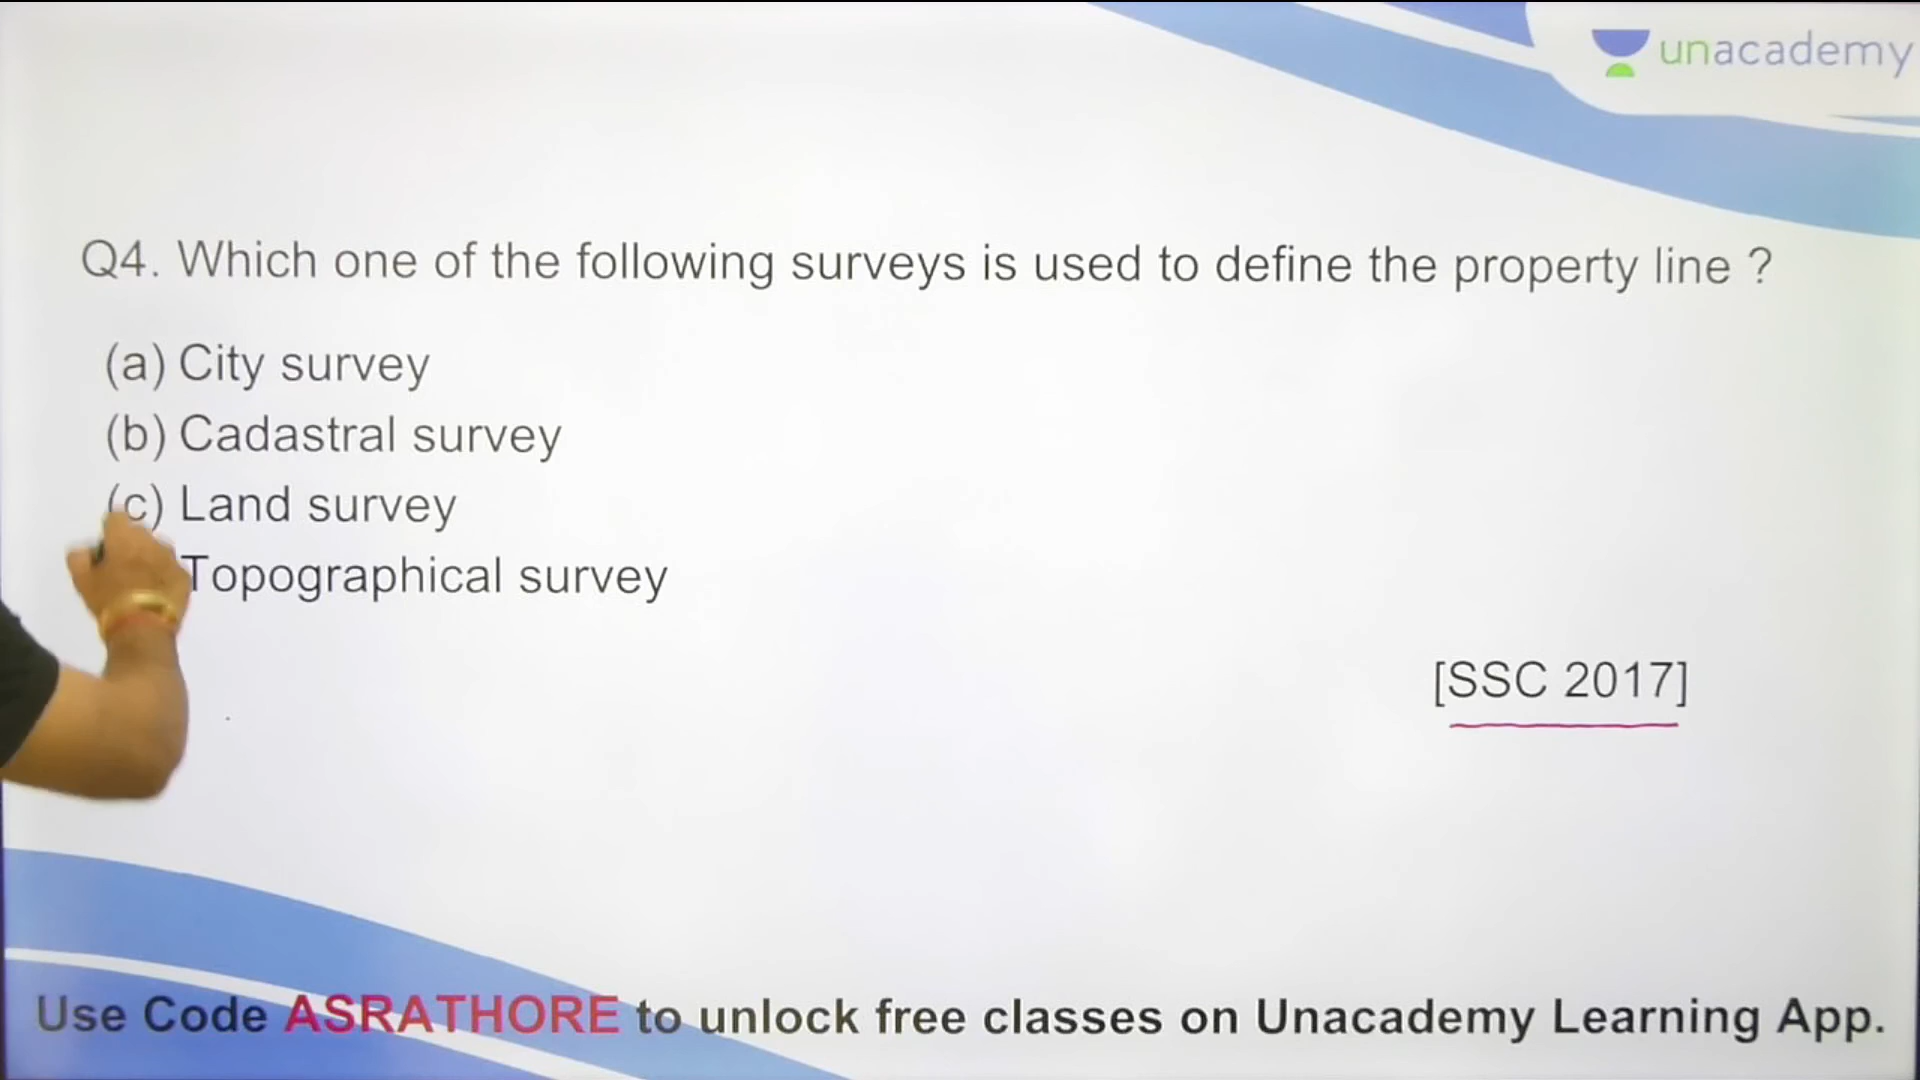 unacademy
Q4. Which one of the following surveys is used to define the property line ?
(a) City survey
(b) Cadastral survey
(c) Land survey
Topographical survey
[SSC 2017]
Use Code ASRATHORE to unlock free classes on Unacademy Learning App.